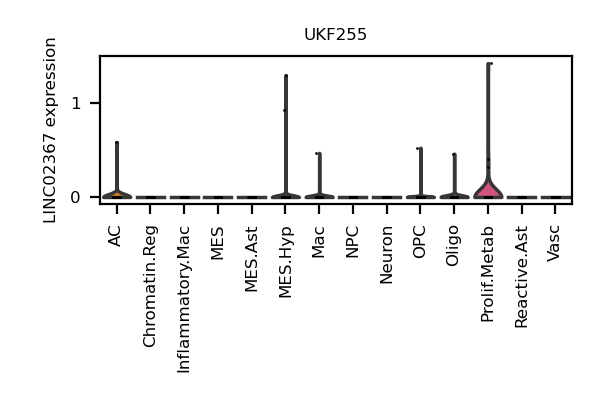 UKF255
LINC02367 expression
1
0
AC
Chromatin.Reg
Inflammatory.Mac
MES
MES.Ast
MES.Hyp
Mac
NPC
Neuron
OPC
Oligo
Prolif.Metab
Reactive.Ast
Vasc